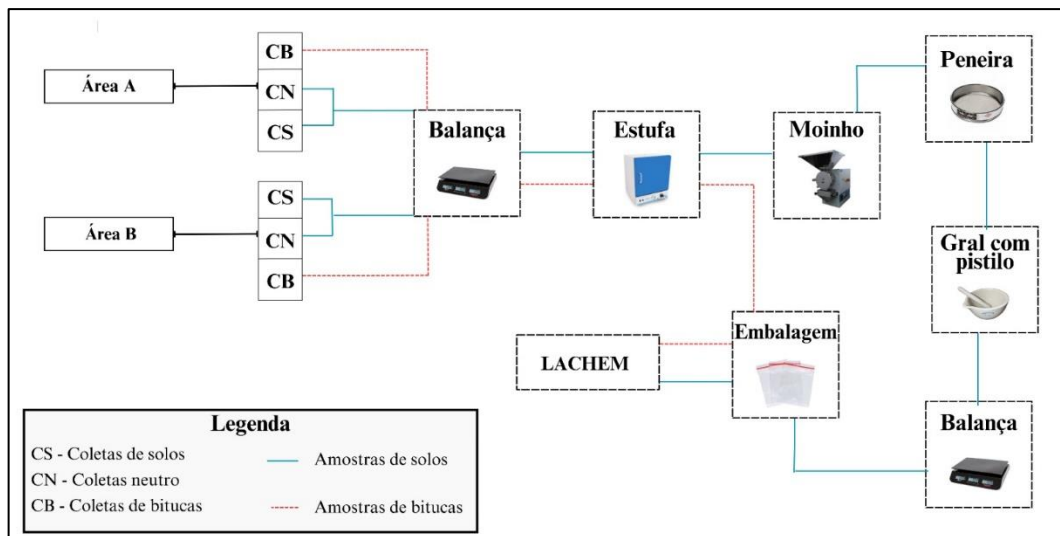 CB
Área A
CN
CS
Balança
Estufa
Moinho
Peneira
CS
Área B
CN
CB
Gral com
pistilo
LACHEM
Embalagem
Balança
Legenda
CS - Coletas de solos
Amostras de solos
CN - Coletas neutro
CB - Coletas de bitucas
Amostras de bitucas